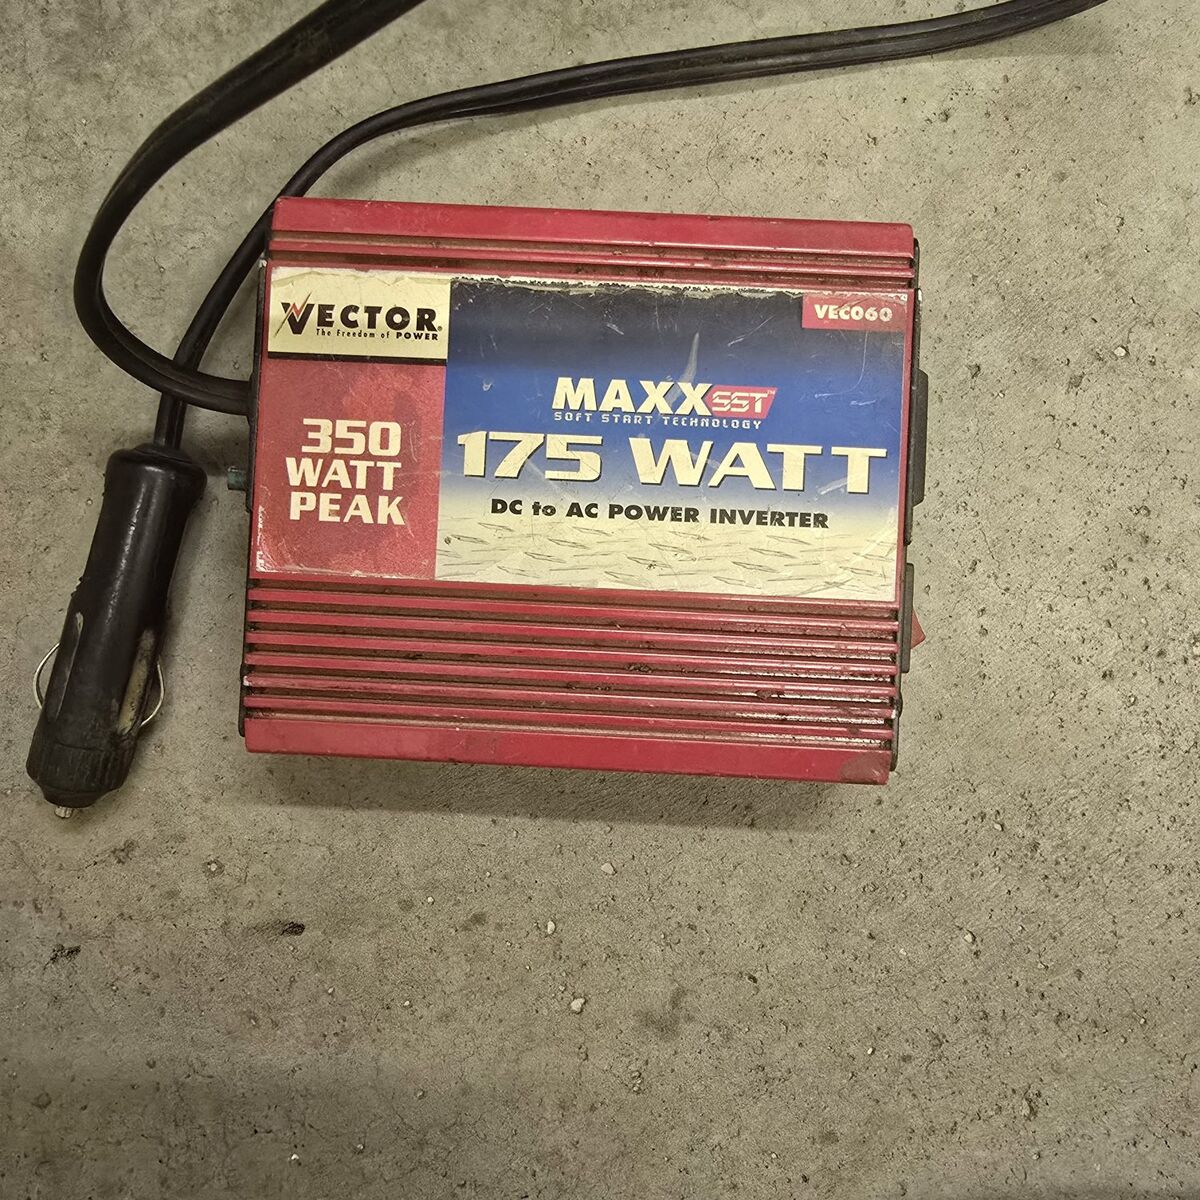 VECTOR®
The Freedom of POWER
VEC060
350
WATT
PEAK
MAXX SST™
SOFT START TECHNOLOGY
175 WATT
DC to AC POWER INVERTER